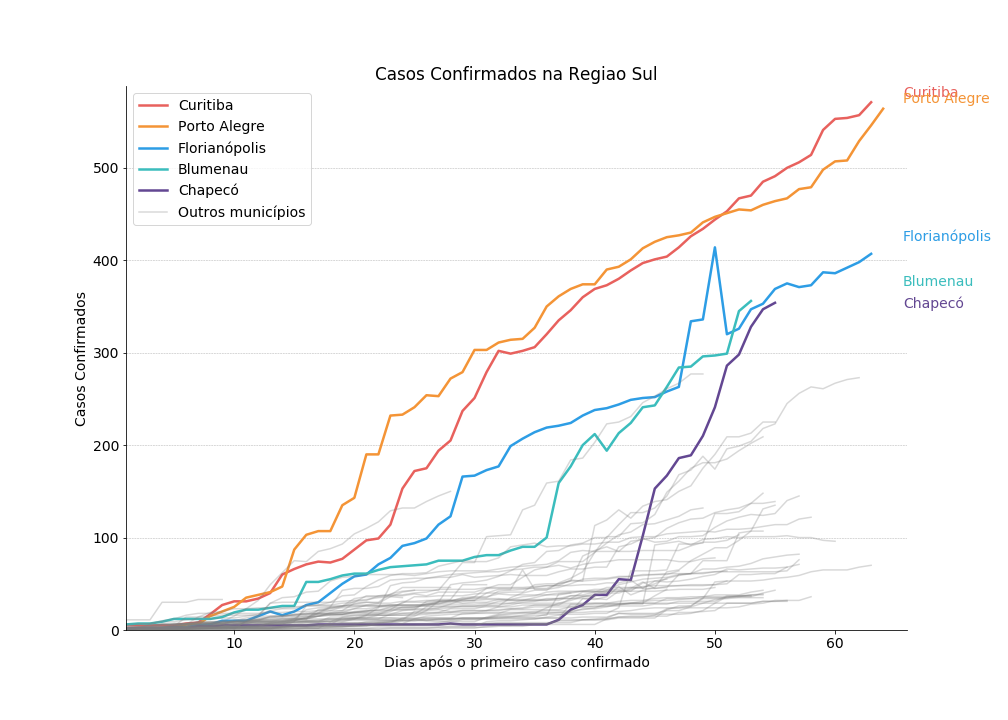 Casos Confirmados na Regiao Sul
Curitiba
Porto Alegre
Florianópolis
Blumenau
Chapecó
Outros municípios
Curitiba
Porto Alegre
Florianópolis
Blumenau
Chapecó
Casos Confirmados
500
400
300
200
100
0
10
20
30
40
50
60
Dias após o primeiro caso confirmado